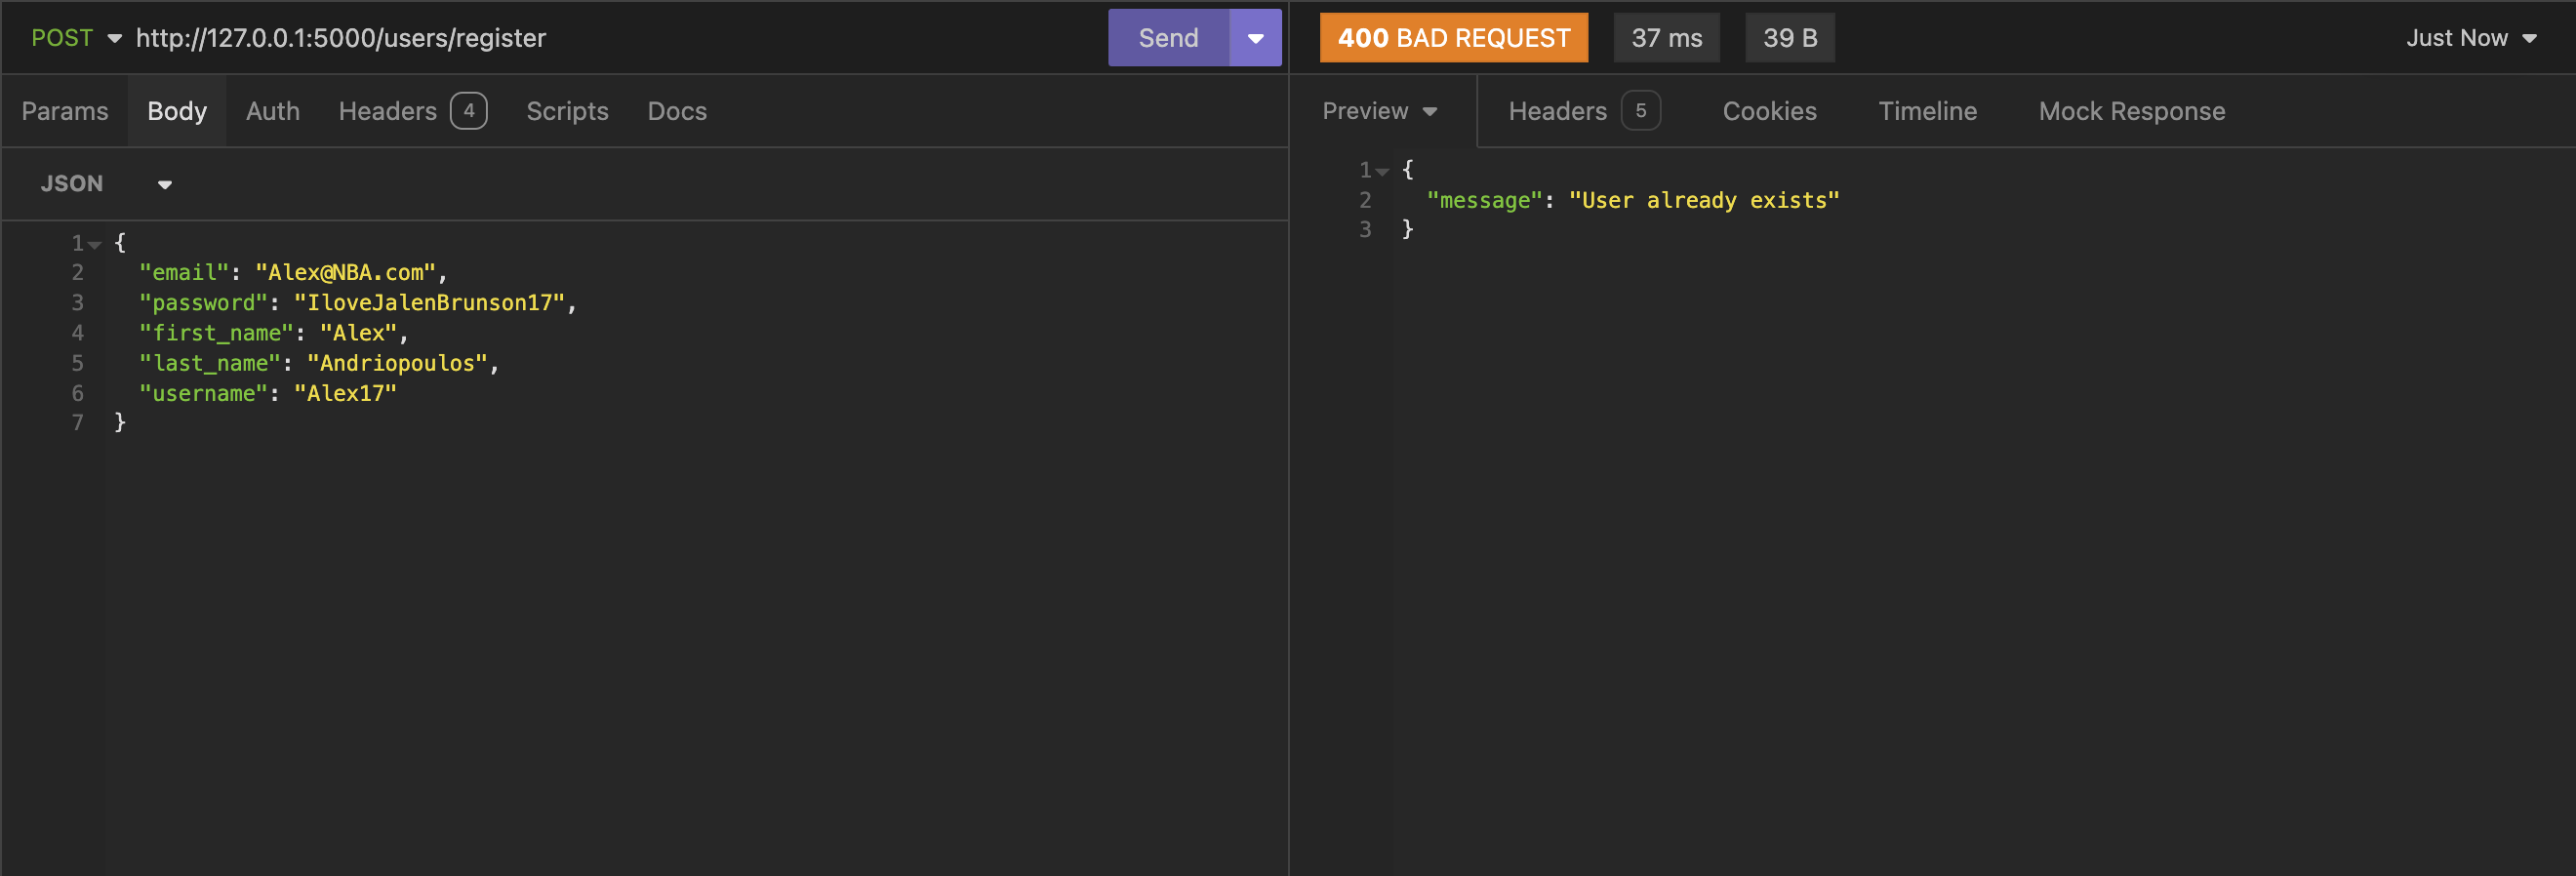 POST http://127.0.0.1:5000/users/register Send
Params Body Auth Headers 4 Scripts Docs
JSON
1 {
2 "email": "Alex@NBA.com",
3 "password": "IloveJalenBrunson17",
4 "first_name": "Alex",
5 "last_name": "Andriopoulos",
6 "username": "Alex17"
7 }
400 BAD REQUEST 37 ms 39 B Just Now
Preview Headers 5 Cookies Timeline Mock Response
1 {
2 "message": "User already exists"
3 }